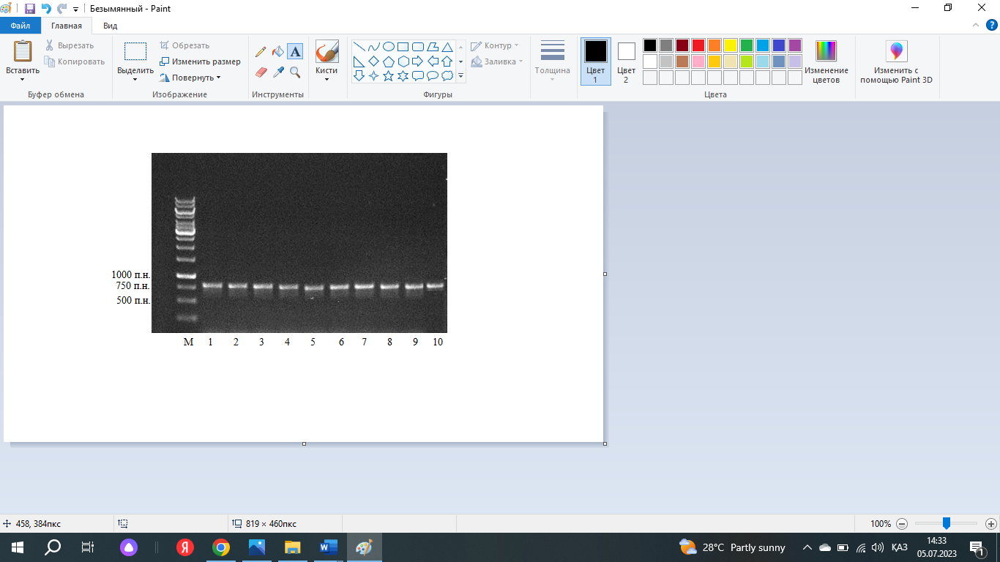 Безымянный - Paint
Файл
Главная
Вид
Вставить
Вырезать
Копировать
Буфер обмена
Выделить
Обрезать
Изменить размер
Повернуть
Изображение
A
Инструменты
Кисти
Контур
Заливка
Фигуры
Толщина
Цвет
1
Цвет
2
Изменение
цветов
Цвета
Изменить с
помощью Paint 3D
?
1000 п.н.
750 п.н.
500 п.н.
М 1 2 3 4 5 6 7 8 9 10
458, 384пкс
819 × 460пкс
100%
Я
W
28°C Partly sunny
ҚАЗ
14:33
05.07.2023
1